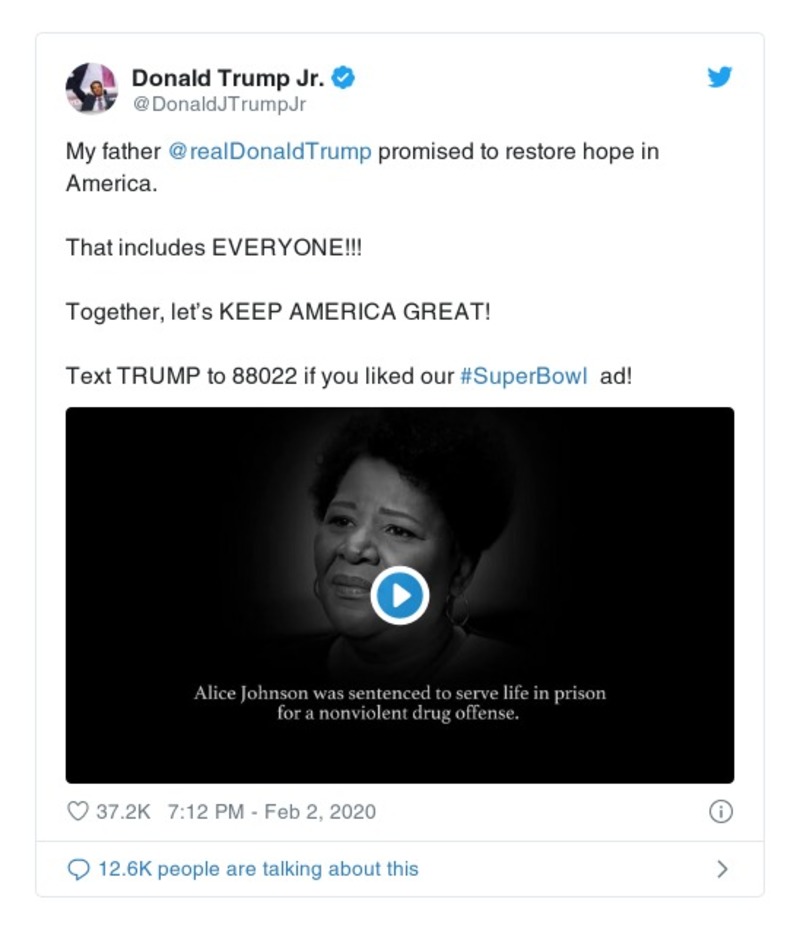 Donald Trump Jr.
@DonaldJTrumpJr
My father @realDonaldTrump promised to restore hope in
America.
That includes EVERYONE!!!
Together, let’s KEEP AMERICA GREAT!
Text TRUMP to 88022 if you liked our #SuperBowl ad!
Alice Johnson was sentenced to serve life in prison
for a nonviolent drug offense.
37.2K 7:12 PM - Feb 2, 2020
12.6K people are talking about this